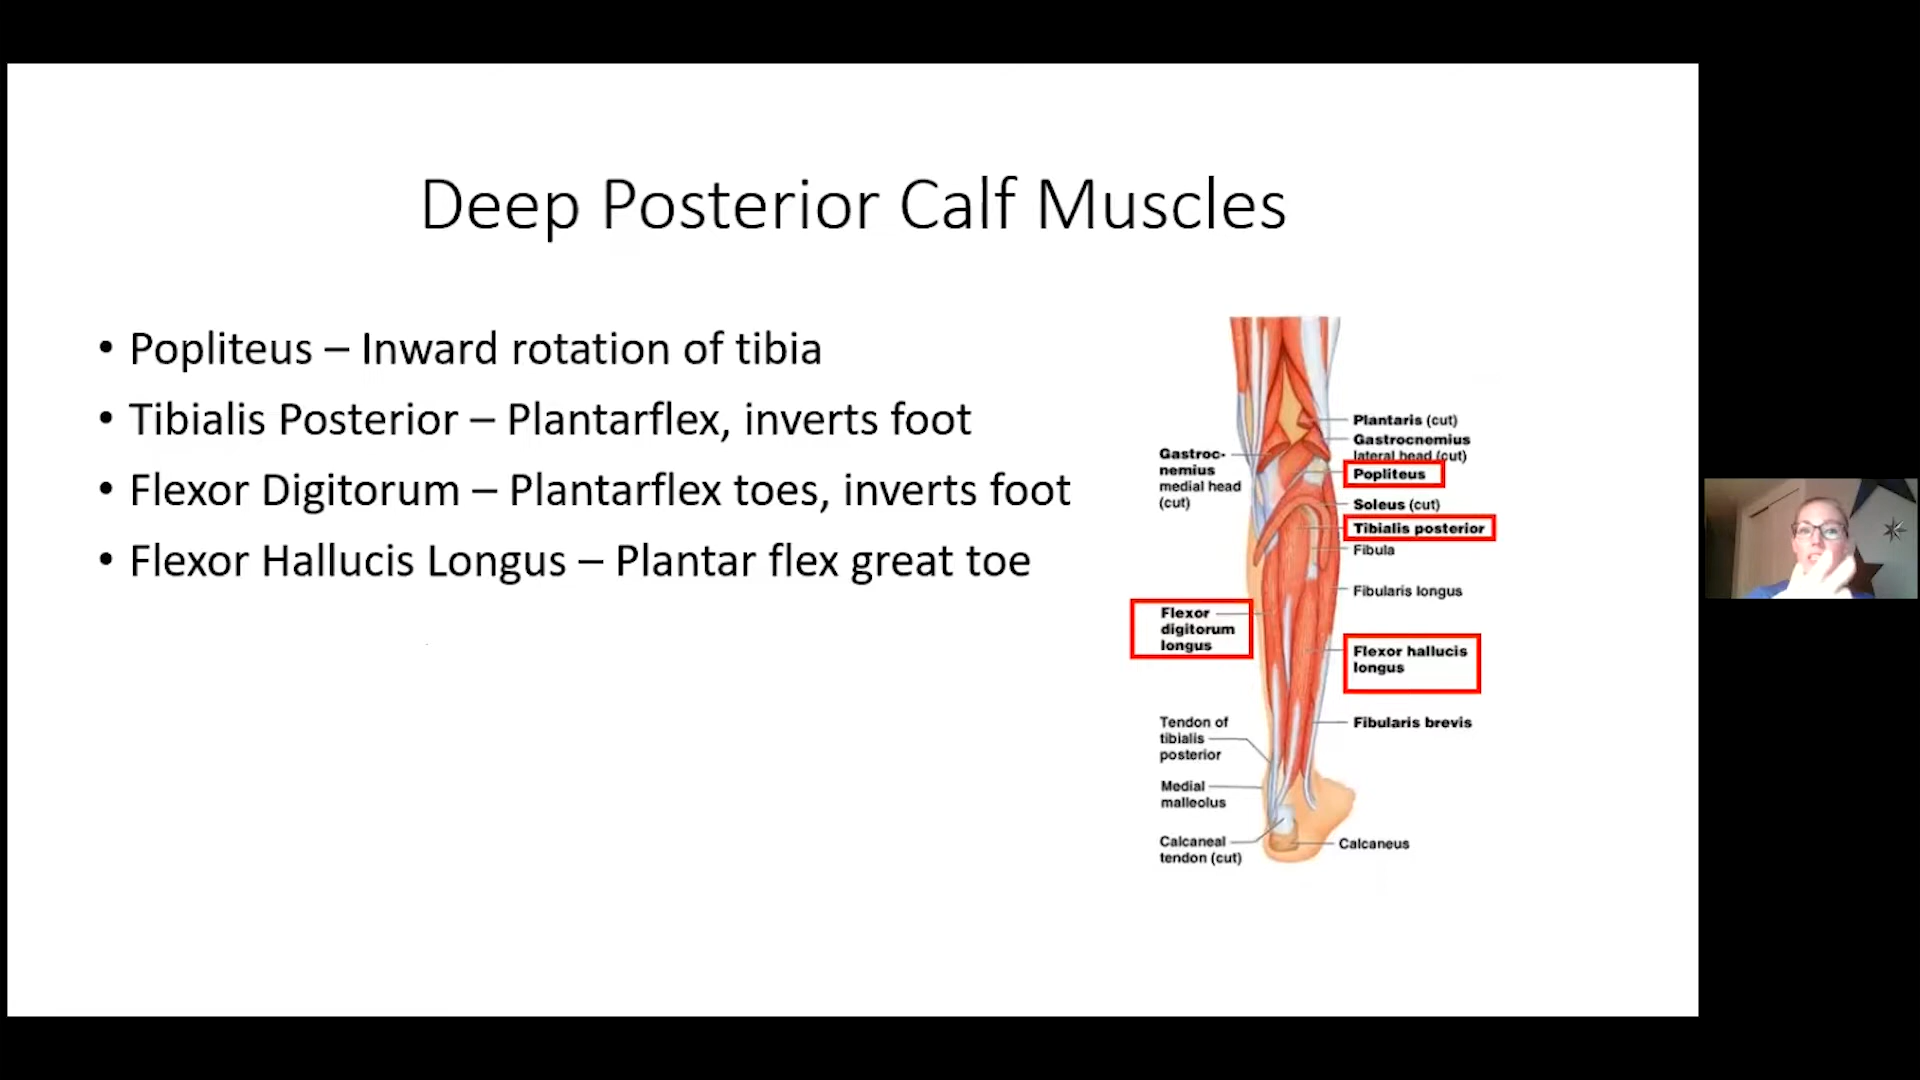 Deep Posterior Calf Muscles
• Popliteus – Inward rotation of tibia
• Tibialis Posterior – Plantarflex, inverts foot
• Flexor Digitorum – Plantarflex toes, inverts foot
• Flexor Hallucis Longus – Plantar flex great toe
Plantaris (cut)
Gastrocnemius
lateral head (cut)
Popliteus
Soleus (cut)
Tibialis posterior
Fibula
Fibularis longus
Flexor hallucis
longus
Fibularis brevis
Calcaneus
Gastroc-
nemius
medial head
(cut)
Flexor
digitorum
longus
Tendon of
tibialis
posterior
Medial
malleolus
Calcaneal
tendon (cut)